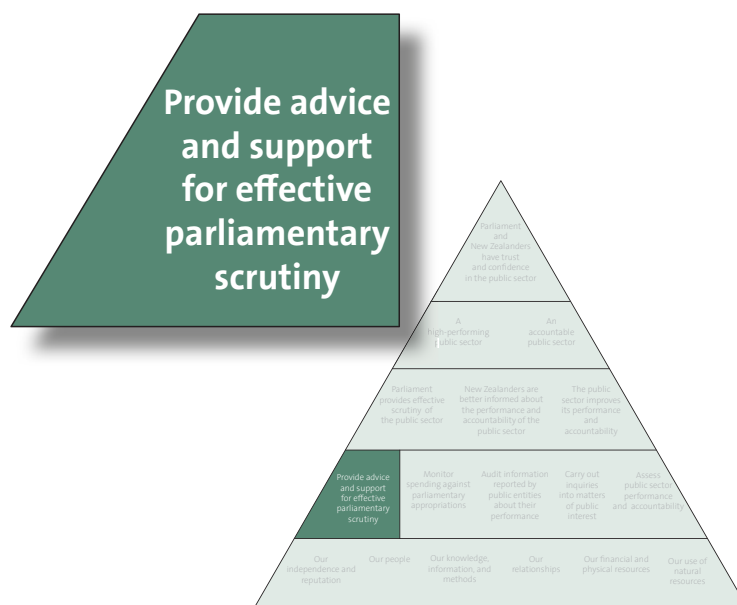 Provide advice
and support
for effective
parliamentary
scrutiny
Parliament
and
New Zealanders
have trust
and confidence
in the public sector
A
high-performing
public sector
An
accountable
public sector
Parliament
provides effective
scrutiny of
the public sector
New Zealanders are
better informed about
the performance and
accountability of the
public sector
The public
sector improves
its performance
and
accountability
Provide advice
and support
for effective
parliamentary
scrutiny
Monitor
spending against
parliamentary
appropriations
Audit information
reported by
public entities
about their
performance
Carry out
inquiries
into matters
of public
interest
Assess
public sector
performance
and accountability
Our
independence and
reputation
Our people
Our knowledge,
information, and
methods
Our
relationships
Our financial and
physical resources
Our use of
natural
resources